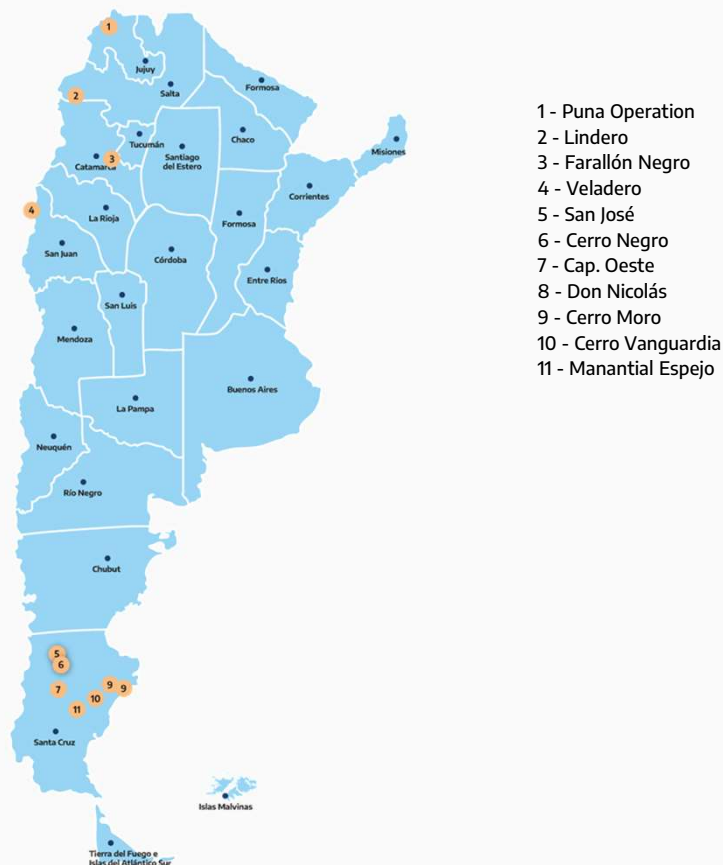 1
Jujuy
2
Salta
Formosa
Tucumán
Chaco
3
Catamarca
Santiago
del Estero
Misiones
4
La Rioja
Corrientes
Formosa
San Juan
Córdoba
Entre Rios
San Luis
Mendoza
Buenos Aires
La Pampa
Neuquén
Río Negro
Chubut
5
6
7
9
9
10
11
Santa Cruz
Islas Malvinas
Tierra del Fuego e
Islas del Atlántico Sur
1 - Puna Operation
2 - Lindero
3 - Farallón Negro
4 - Veladero
5 - San José
6 - Cerro Negro
7 - Cap. Oeste
8 - Don Nicolás
9 - Cerro Moro
10 - Cerro Vanguardia
11 - Manantial Espejo